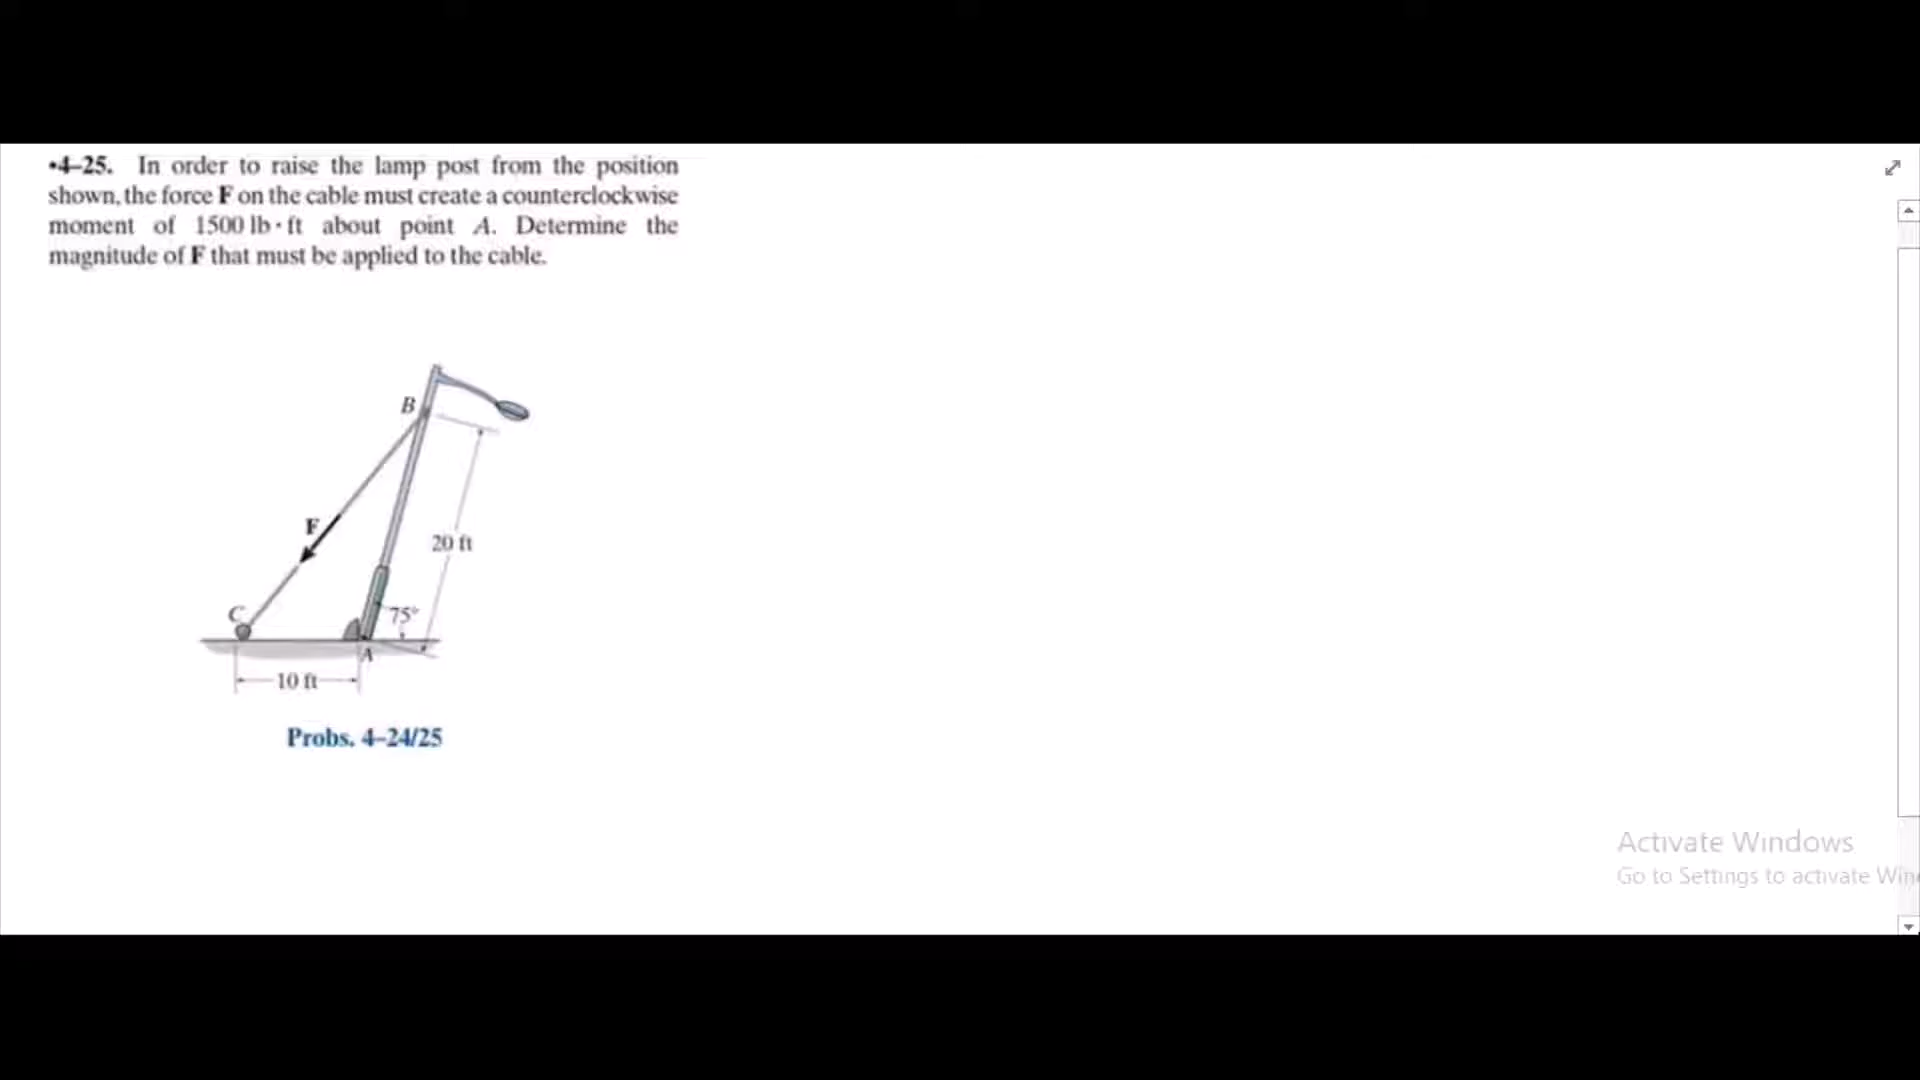 •4–25. In order to raise the lamp post from the position
shown, the force F on the cable must create a counterclockwise
moment of 1500 lb · ft about point A. Determine the
magnitude of F that must be applied to the cable.
B
F
20 ft
C
75°
A
10 ft
Probs. 4–24/25
Activate Windows
Go to Settings to activate Win